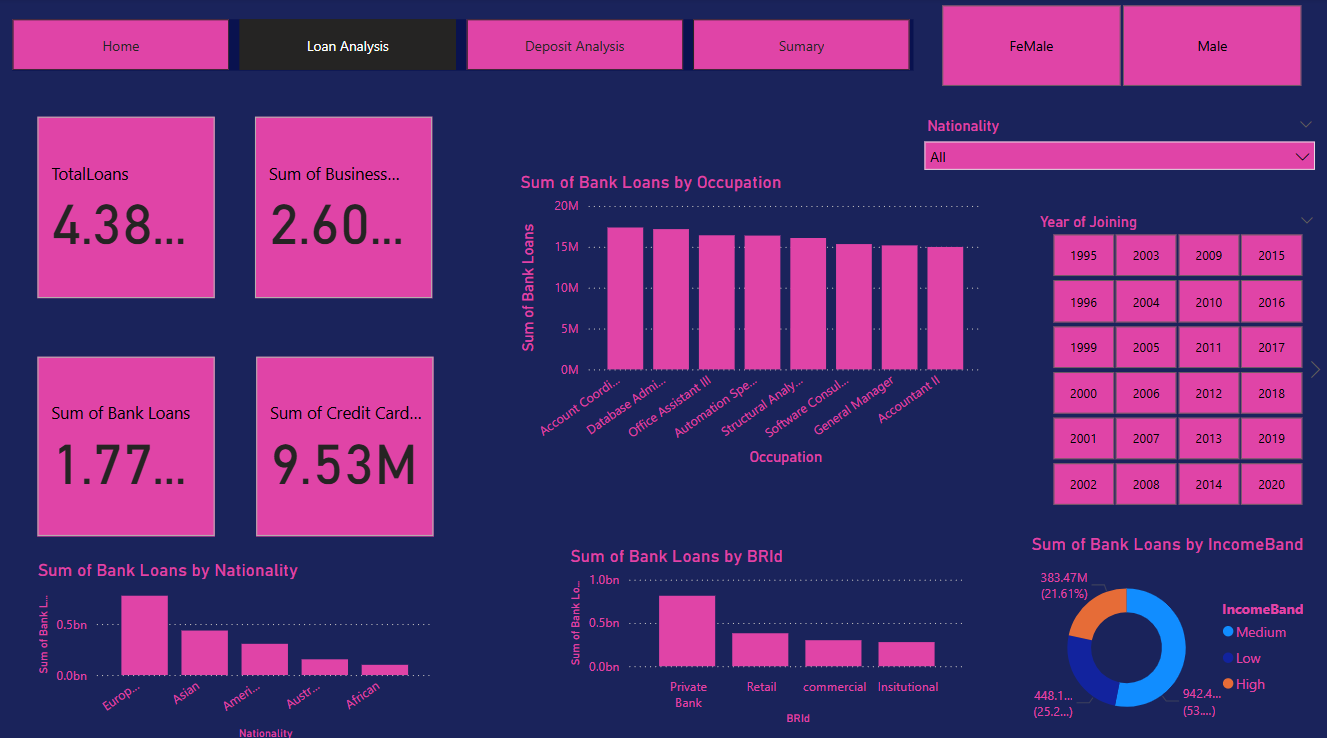 Home
Loan Analysis
Deposit Analysis
Sumary
FeMale
Male
Nationality
All
TotalLoans
4.38...
Sum of Business...
2.60...
Sum of Bank Loans
1.77...
Sum of Credit Card...
9.53M
Sum of Bank Loans by Occupation
Sum of Bank Loans
20M
15M
10M
5M
0M
Account Coordi...
Database Admi...
Office Assistant III
Automation Spe...
Structural Analy...
Software Consul...
General Manager
Accountant II
Occupation
Year of Joining
1995 2003 2009 2015
1996 2004 2010 2016
1999 2005 2011 2017
2000 2006 2012 2018
2001 2007 2013 2019
2002 2008 2014 2020
Sum of Bank Loans by Nationality
Sum of Bank L...
0.5bn
0.0bn
Europ...
Asian
Ameri...
Austr...
African
Nationality
Sum of Bank Loans by BRId
Sum of Bank Lo...
1.0bn
0.5bn
0.0bn
Private
Bank
Retail
commercial
Insitutional
BRId
Sum of Bank Loans by IncomeBand
383.47M
(21.61%)
448.1...
(25.2...)
942.4...
(53....)
IncomeBand
Medium
Low
High